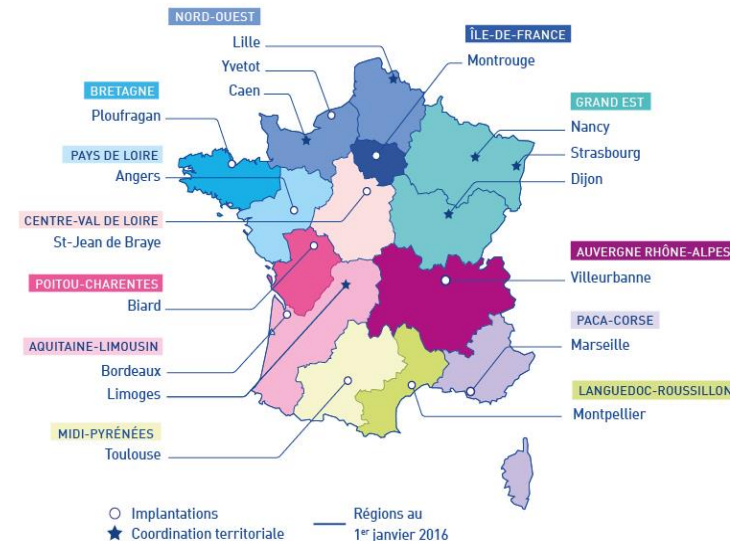 NORD-OUEST
Lille
Yvetot
Caen
BRETAGNE
Ploufragan
PAYS DE LOIRE
Angers
CENTRE-VAL DE LOIRE
St-Jean de Braye
POITOU-CHARENTES
Biard
AQUITAINE-LIMOUSIN
Bordeaux
Limoges
MIDI-PYRÉNÉES
Toulouse
ÎLE-DE-FRANCE
Montrouge
GRAND EST
Nancy
Strasbourg
Dijon
AUVERGNE RHÔNE-ALPES
Villeurbanne
PACA-CORSE
Marseille
LANGUEDOC-ROUSSILLON
Montpellier
Implantations
Coordination territoriale
Régions au
1er janvier 2016